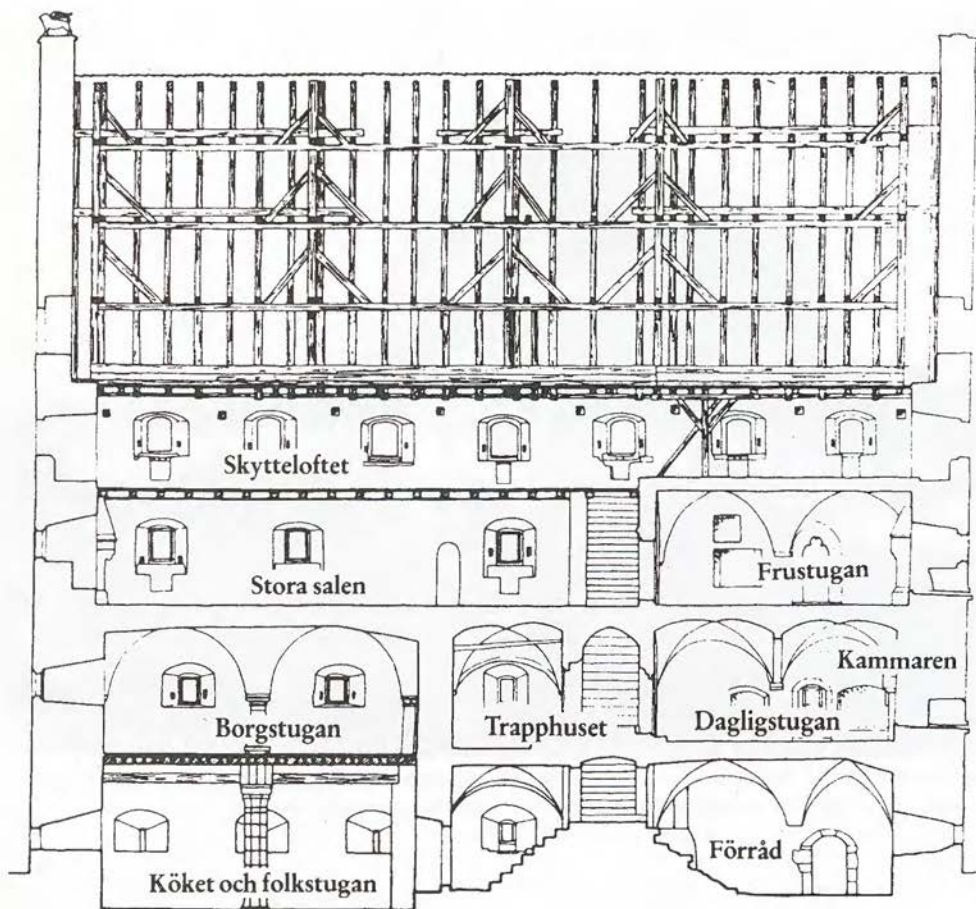 Skytteloftet
Stora salen
Frustugan
Kammaren
Borgstugan
Trapphuset
Dagligstugan
Förråd
Köket och folkstugan